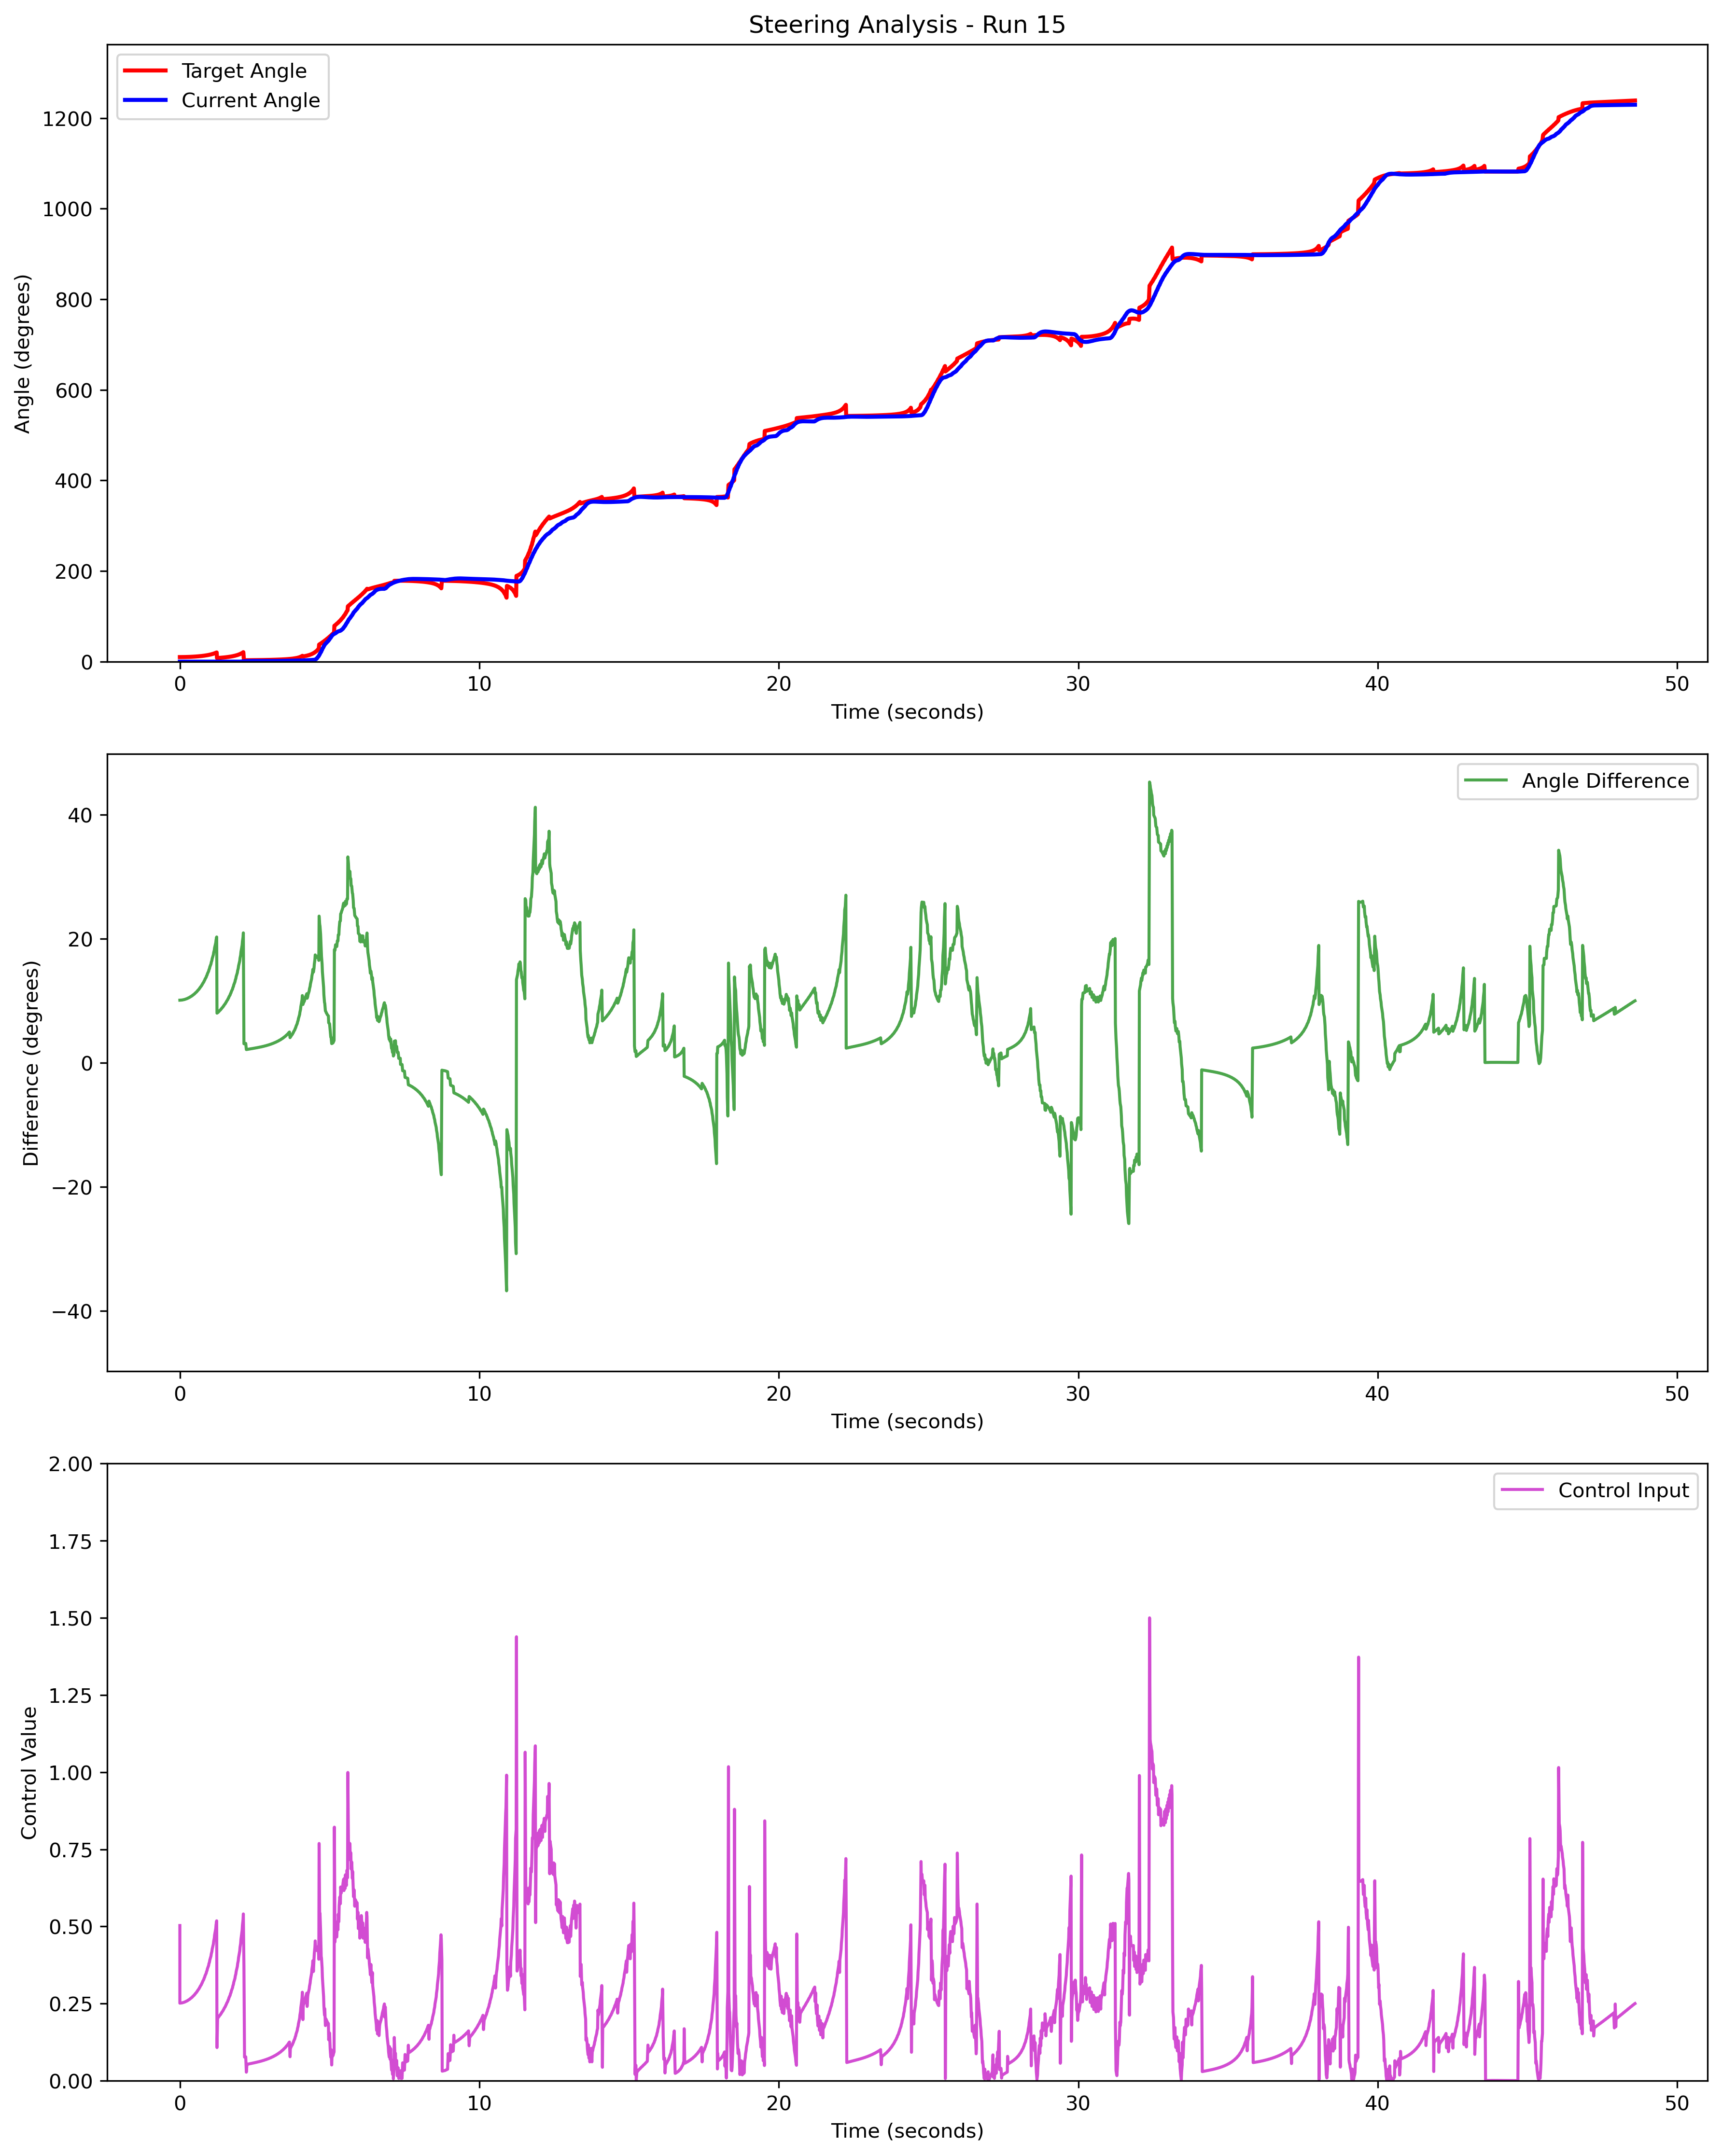 Steering Analysis - Run 15
Target Angle
Current Angle
Angle (degrees)
1200
1000
800
600
400
200
0
0 10 20 30 40 50
Time (seconds)
Angle Difference
Difference (degrees)
40
20
0
−20
−40
0 10 20 30 40 50
Time (seconds)
Control Input
Control Value
2.00
1.75
1.50
1.25
1.00
0.75
0.50
0.25
0.00
0 10 20 30 40 50
Time (seconds)